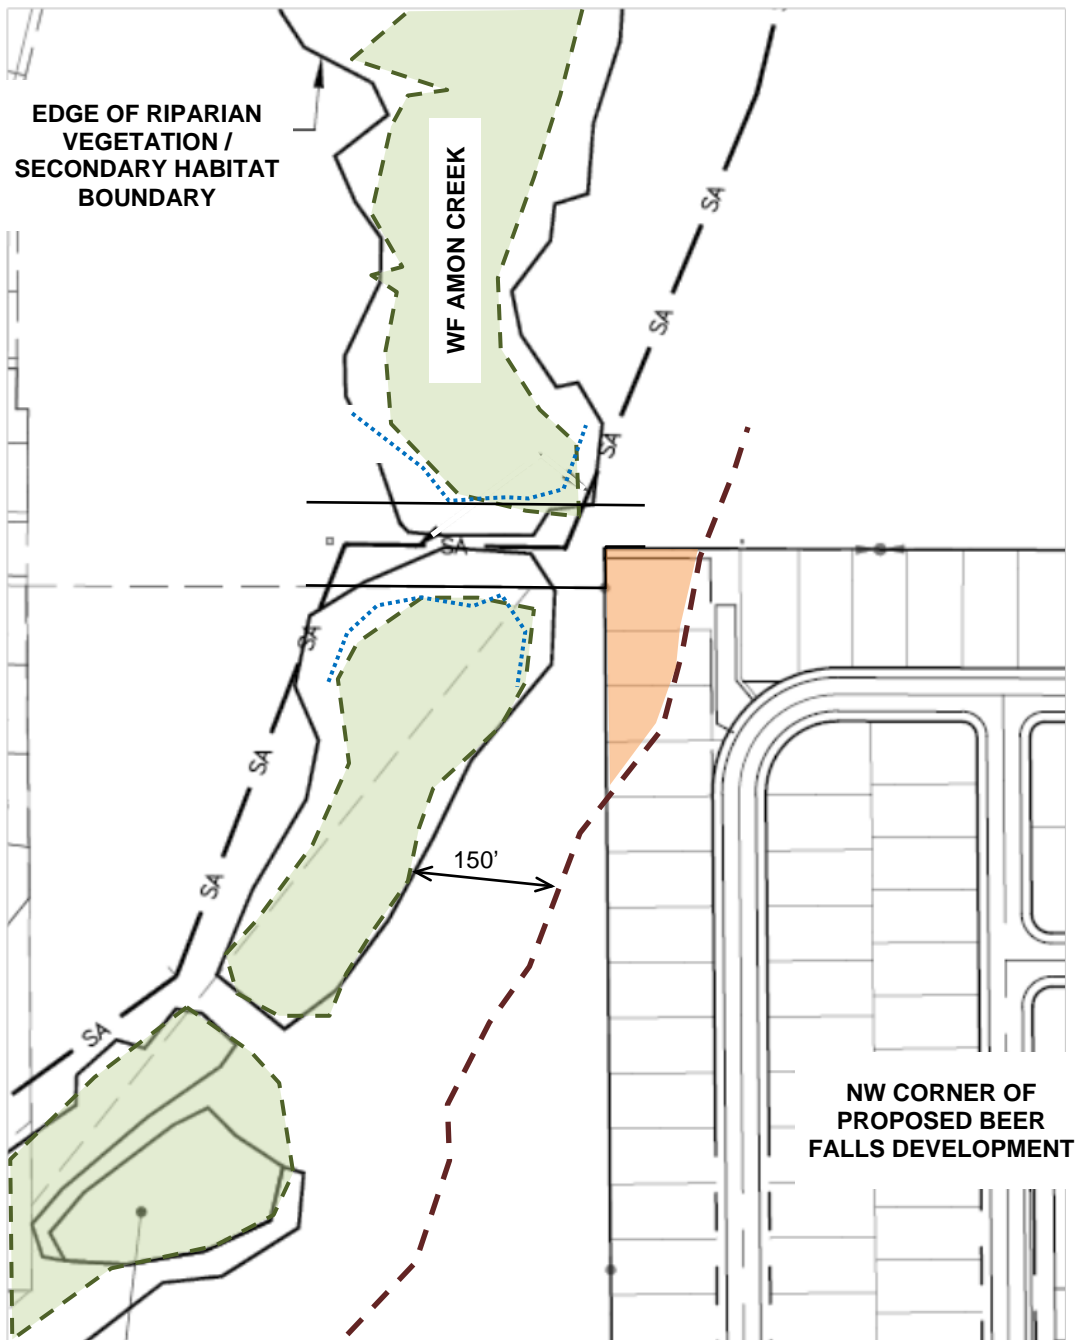 EDGE OF RIPARIAN
VEGETATION /
SECONDARY HABITAT
BOUNDARY
WF AMON CREEK
SA
SA
SA
SA
SA
SA
SA
SA
150'
NW CORNER OF
PROPOSED BEER
FALLS DEVELOPMENT